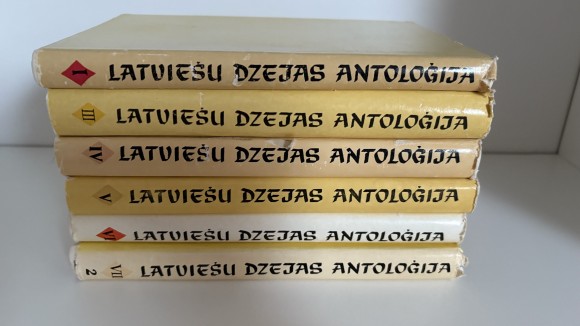 I LATVIEŠU DZEJAS ANTOLOĢIJA
III LATVIEŠU DZEJAS ANTOLOĢIJA
IV LATVIEŠU DZEJAS ANTOLOĢIJA
V LATVIEŠU DZEJAS ANTOLOĢIJA
VI LATVIEŠU DZEJAS ANTOLOĢIJA
2 VII LATVIEŠU DZEJAS ANTOLOĢIJA